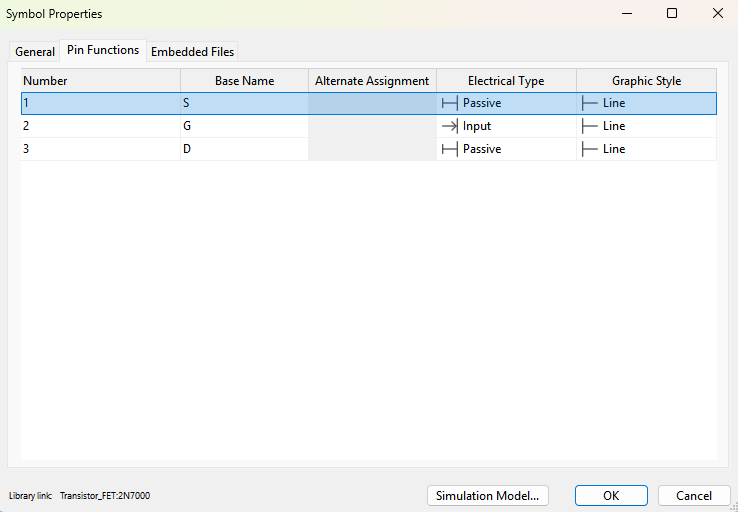 Symbol Properties
General Pin Functions Embedded Files
Number Base Name Alternate Assignment Electrical Type Graphic Style
1 S Passive Line
2 G Input Line
3 D Passive Line
Library link: Transistor_FET:2N7000 Simulation Model... OK Cancel